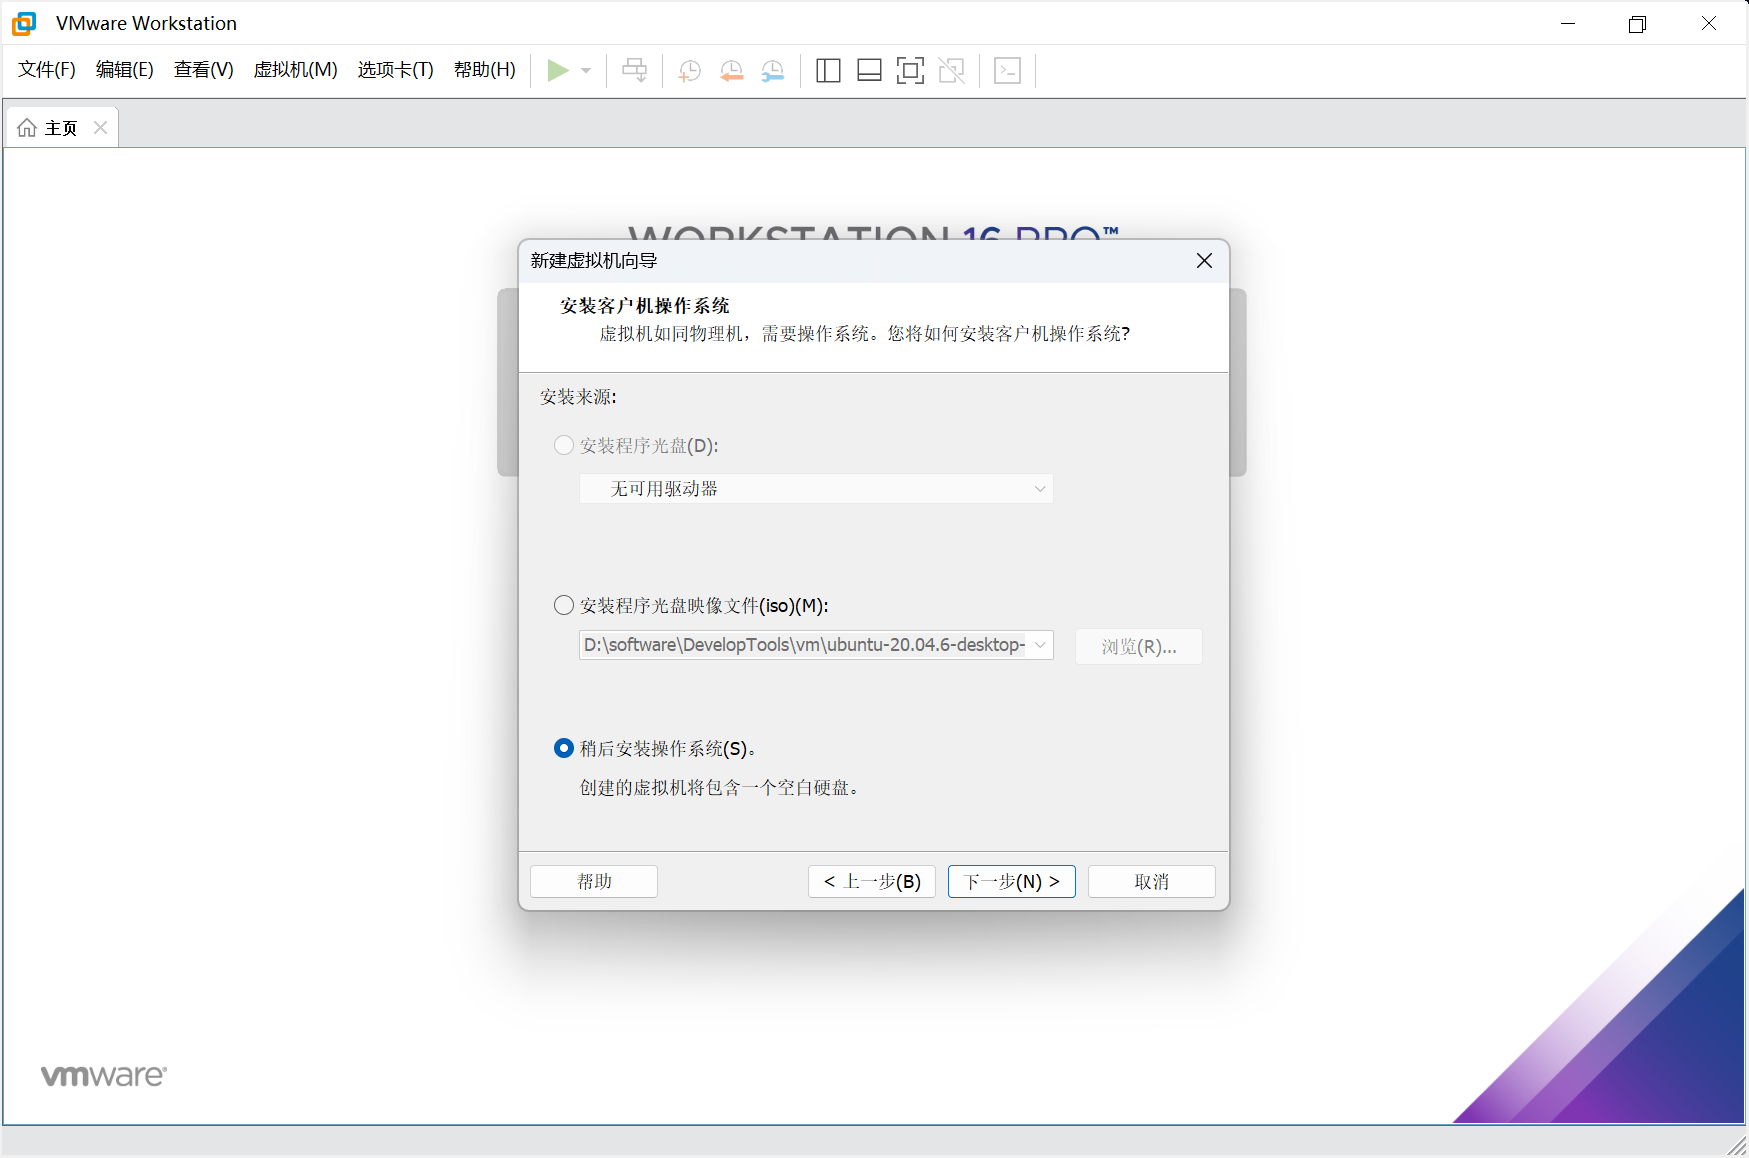 VMware Workstation
文件(F) 编辑(E) 查看(V) 虚拟机(M) 选项卡(T) 帮助(H)
主页
WORKSTATION 16 PRO™
新建虚拟机向导
安装客户机操作系统
虚拟机如同物理机，需要操作系统。您将如何安装客户机操作系统?
安装来源:
安装程序光盘(D):
无可用驱动器
安装程序光盘映像文件(iso)(M):
D:\software\DevelopTools\vm\ubuntu-20.04.6-desktop-
浏览(R)...
稍后安装操作系统(S)。
创建的虚拟机将包含一个空白硬盘。
帮助 < 上一步(B) 下一步(N) > 取消
vmware®